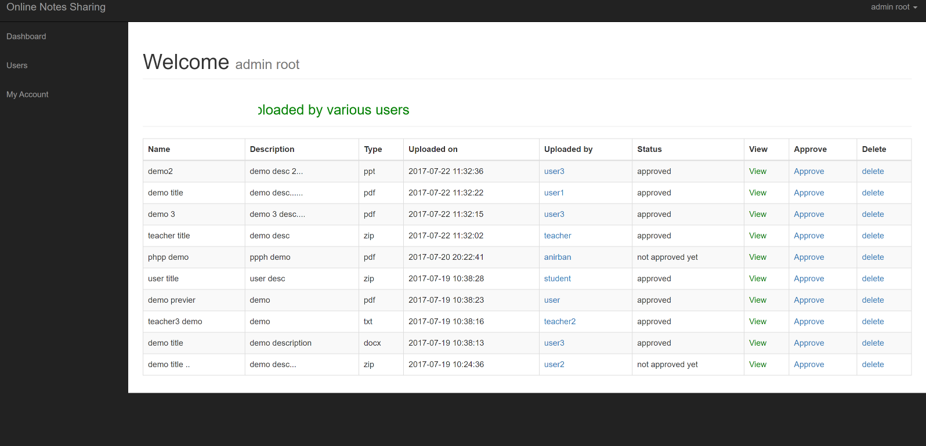 Online Notes Sharing admin root
Dashboard
Users
My Account
Welcome admin root
uploaded by various users
Name Description Type Uploaded on Uploaded by Status View Approve Delete
demo2 demo desc 2... ppt 2017-07-22 11:32:36 user3 approved View Approve delete
demo title demo desc...... pdf 2017-07-22 11:32:22 user1 approved View Approve delete
demo 3 demo 3 desc.... pdf 2017-07-22 11:32:15 user3 approved View Approve delete
teacher title demo desc zip 2017-07-22 11:32:02 teacher approved View Approve delete
phpp demo ppph demo pdf 2017-07-20 20:22:41 anirban not approved yet View Approve delete
user title user desc zip 2017-07-19 10:38:28 student approved View Approve delete
demo previer demo pdf 2017-07-19 10:38:23 user approved View Approve delete
teacher3 demo demo txt 2017-07-19 10:38:16 teacher2 approved View Approve delete
demo title demo description docx 2017-07-19 10:38:13 user3 approved View Approve delete
demo title .. demo desc... zip 2017-07-19 10:24:36 user2 not approved yet View Approve delete